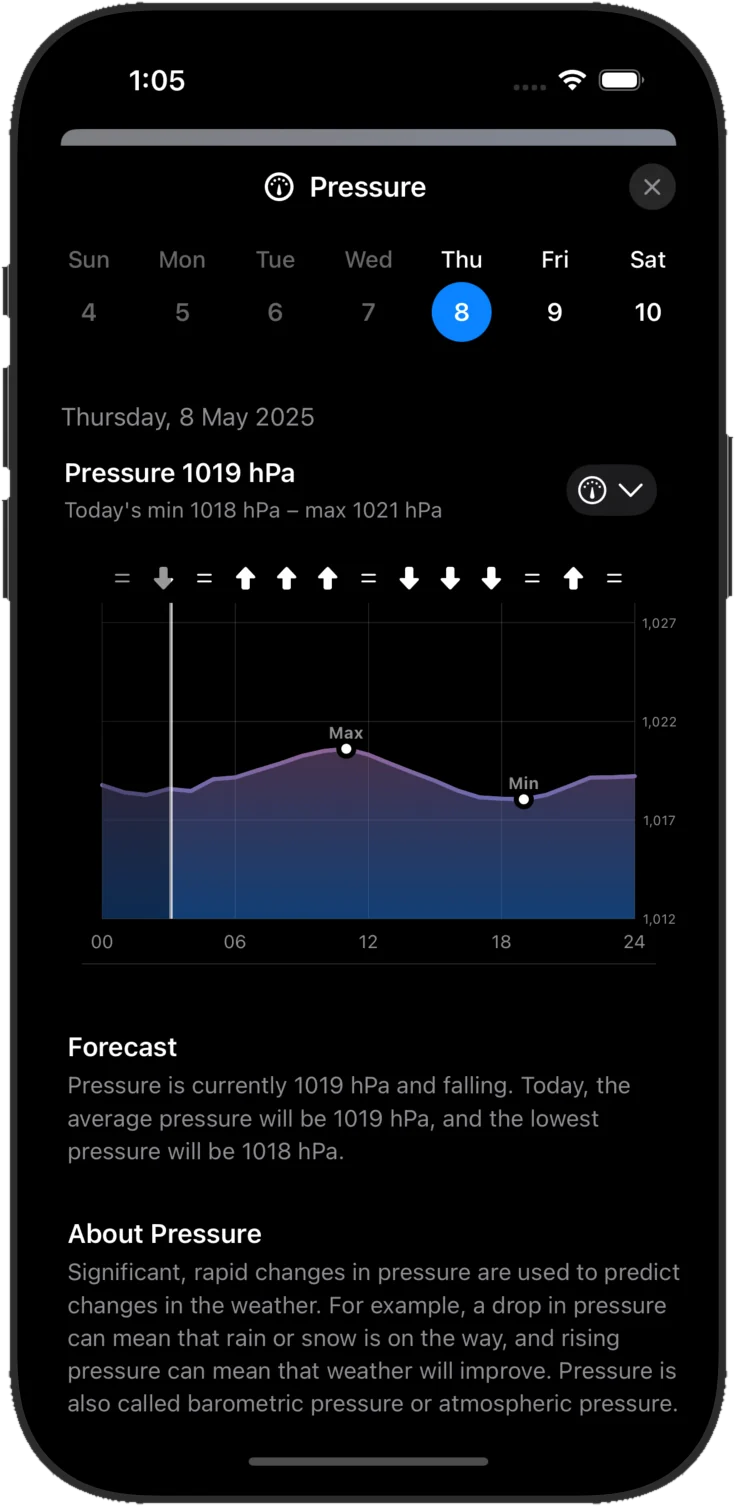 1:05
Pressure
Sun Mon Tue Wed Thu Fri Sat
4 5 6 7 8 9 10
Thursday, 8 May 2025
Pressure 1019 hPa
Today's min 1018 hPa – max 1021 hPa
= = = = =
1,027
Max
1,022
Min
1,017
1,012
00 06 12 18 24
Forecast
Pressure is currently 1019 hPa and falling. Today, the
average pressure will be 1019 hPa, and the lowest
pressure will be 1018 hPa.
About Pressure
Significant, rapid changes in pressure are used to predict
changes in the weather. For example, a drop in pressure
can mean that rain or snow is on the way, and rising
pressure can mean that weather will improve. Pressure is
also called barometric pressure or atmospheric pressure.